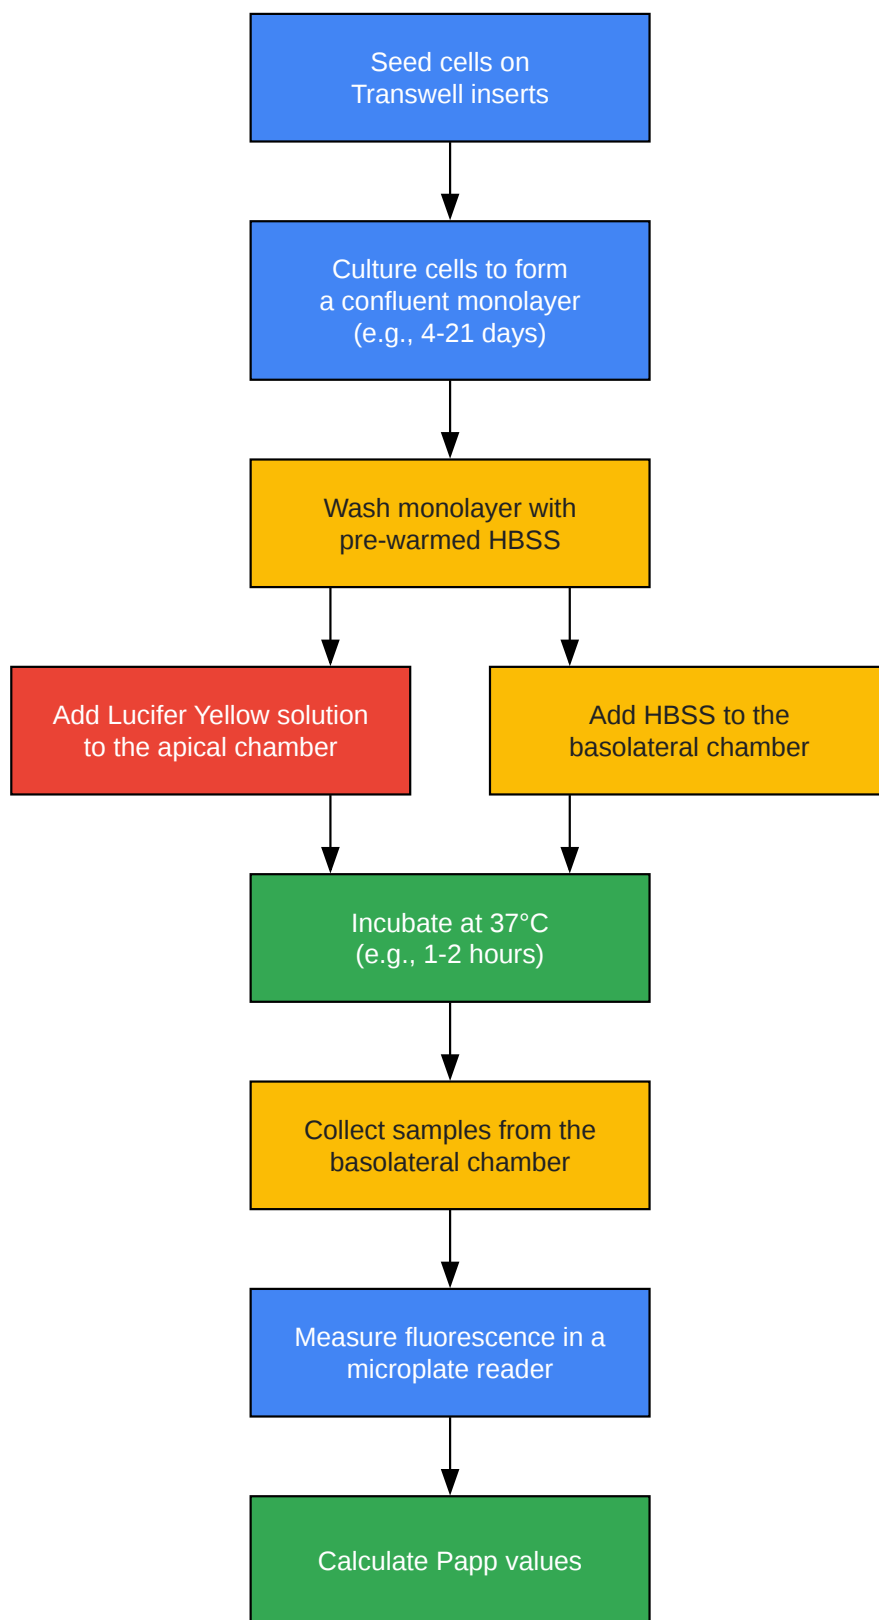 Seed cells on
Transwell inserts
Culture cells to form
a confluent monolayer
(e.g., 4-21 days)
Wash monolayer with
pre-warmed HBSS
Add Lucifer Yellow solution
to the apical chamber
Add HBSS to the
basolateral chamber
Incubate at 37°C
(e.g., 1-2 hours)
Collect samples from the
basolateral chamber
Measure fluorescence in a
microplate reader
Calculate Papp values